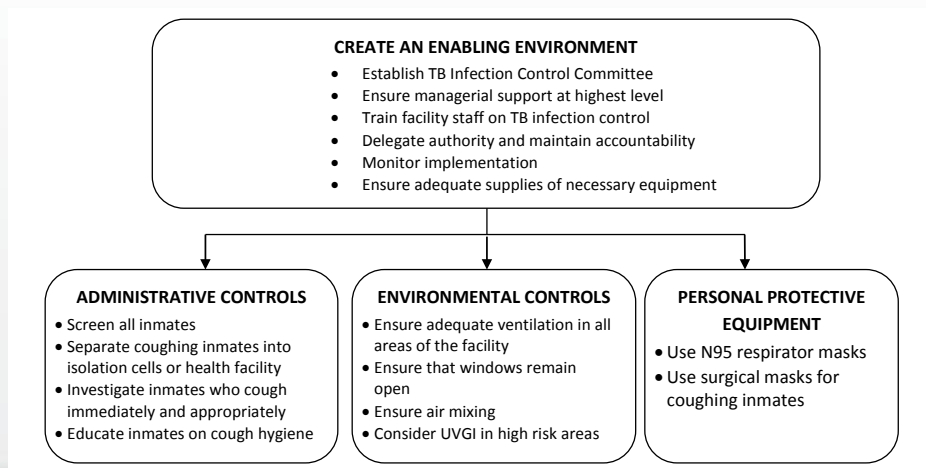 CREATE AN ENABLING ENVIRONMENT
• Establish TB Infection Control Committee
• Ensure managerial support at highest level
• Train facility staff on TB infection control
• Delegate authority and maintain accountability
• Monitor implementation
• Ensure adequate supplies of necessary equipment
ADMINISTRATIVE CONTROLS
• Screen all inmates
• Separate coughing inmates into
isolation cells or health facility
• Investigate inmates who cough
immediately and appropriately
• Educate inmates on cough hygiene
ENVIRONMENTAL CONTROLS
• Ensure adequate ventilation in all
areas of the facility
• Ensure that windows remain
open
• Ensure air mixing
• Consider UVGI in high risk areas
PERSONAL PROTECTIVE
EQUIPMENT
• Use N95 respirator masks
• Use surgical masks for
coughing inmates